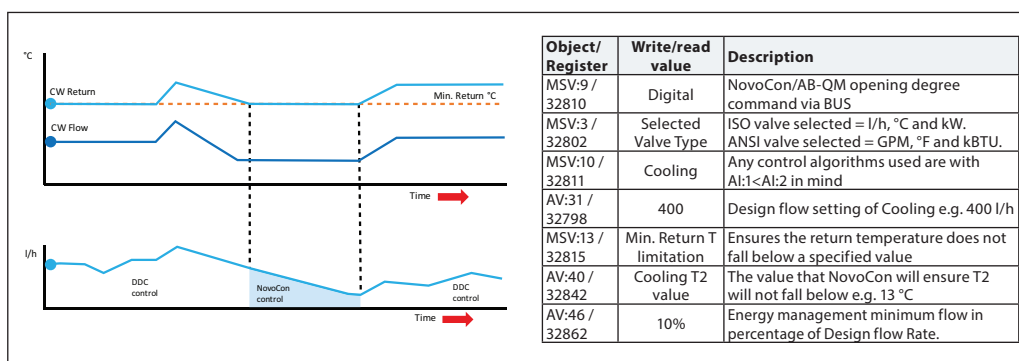 °C
CW Return
Min. Return °C
CW Flow
Time
l/h
DDC
control
NovoCon
control
DDC
control
Time
Object/ Register
Write/read value
Description
MSV:9 / 32810
Digital
NovoCon/AB-QM opening degree
command via BUS
MSV:3 / 32802
Selected Valve Type
ISO valve selected = l/h, °C and kW.
ANSI valve selected = GPM, °F and kBTU.
MSV:10 / 32811
Cooling
Any control algorithms used are with
AI:1<AI:2 in mind
AV:31 / 32798
400
Design flow setting of Cooling e.g. 400 l/h
MSV:13 / 32815
Min. Return T limitation
Ensures the return temperature does not
fall below a specified value
AV:40 / 32842
Cooling T2 value
The value that NovoCon will ensure T2
will not fall below e.g. 13 °C
AV:46 / 32862
10%
Energy management minimum flow in
percentage of Design flow Rate.